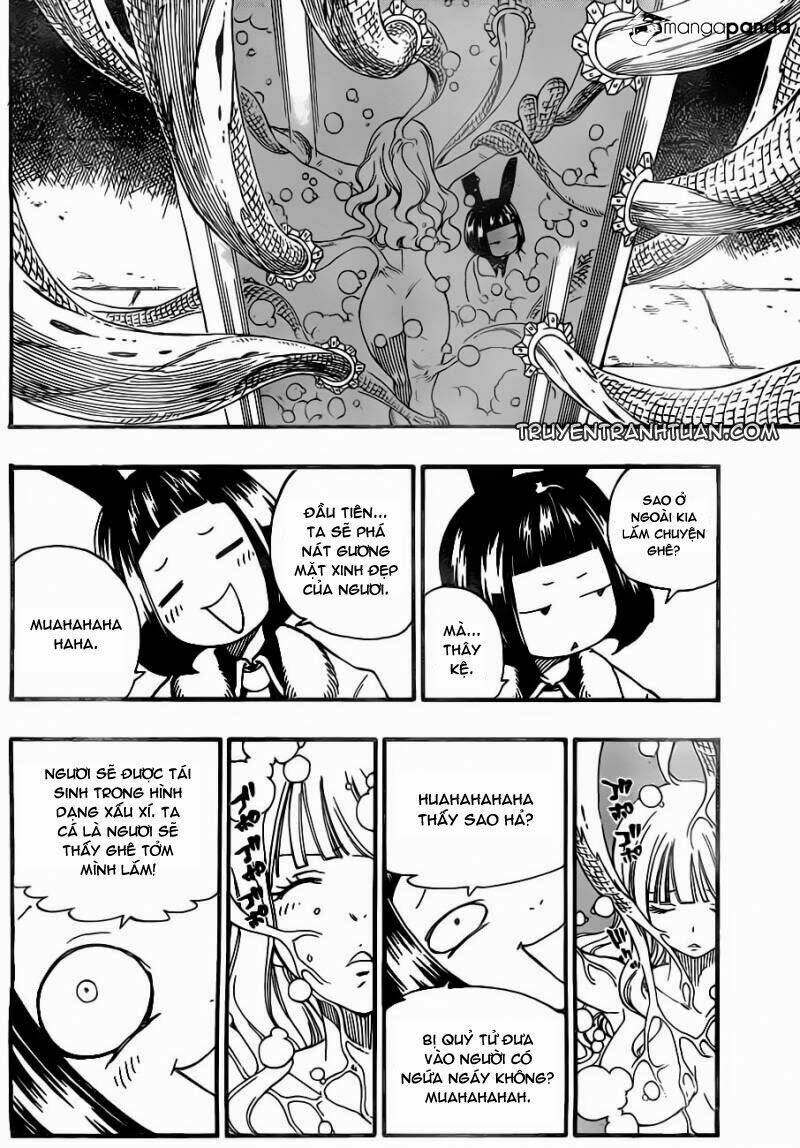 mangapanda
TRUYENTRANHTUAN.COM
SAO Ở
NGOÀI KIA
LẮM CHUYỆN
GHÊ?
MÀ...
THÂY
KỆ.
ĐẦU TIÊN...
TA SẼ PHÁ
NÁT GƯƠNG
MẶT XINH ĐẸP
CỦA NGƯƠI.
MUAHAHAHA
HAHA.
HUAHAHAHAHA
THẤY SAO HẢ?
BỊ QUỶ TỬ ĐƯA
VÀO NGƯỜI CÓ
NGỨA NGÁY KHÔNG?
MUAHAHAHAH.
NGƯƠI SẼ ĐƯỢC TÁI
SINH TRONG HÌNH
DẠNG XẤU XÍ. TA
CÁ LÀ NGƯƠI SẼ
THẤY GHÊ TỞM
MÌNH LẮM!